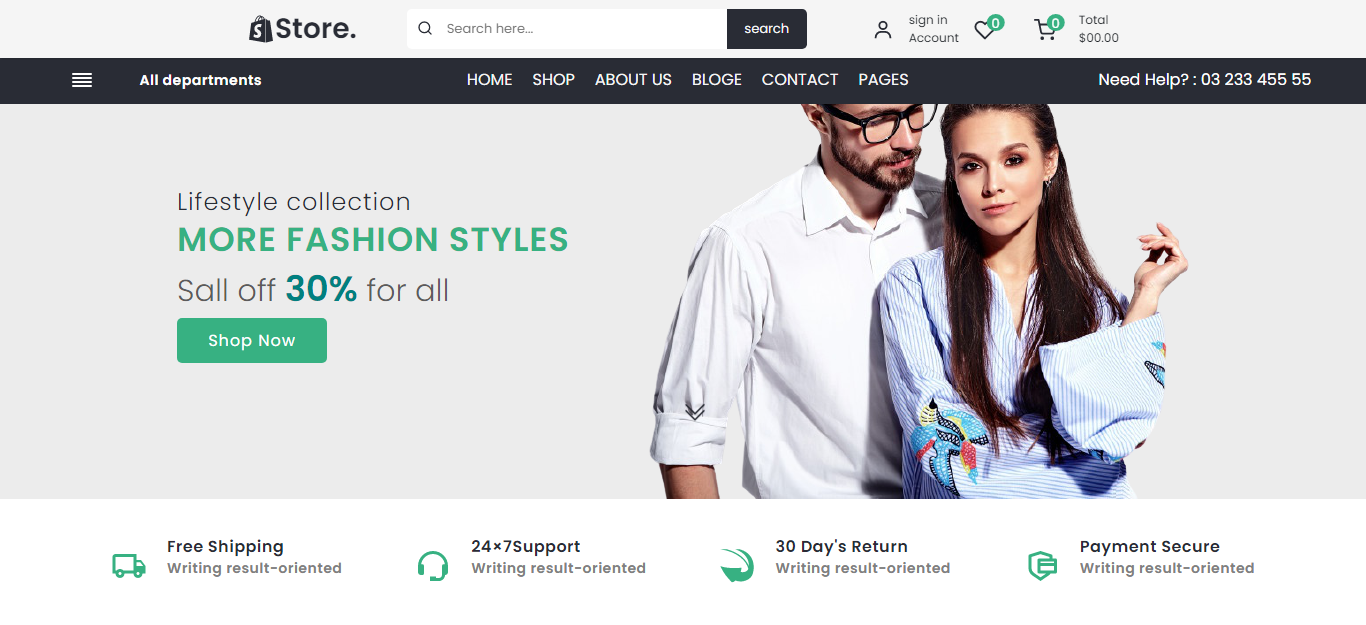 Store.
Search here...
search
0
0
sign in
Account
Total
$00.00
All departments
HOME SHOP ABOUT US BLOGE CONTACT PAGES
Need Help? : 03 233 455 55
Lifestyle collection
MORE FASHION STYLES
Sall off 30% for all
Shop Now
Free Shipping
Writing result-oriented
24×7Support
Writing result-oriented
30 Day's Return
Writing result-oriented
Payment Secure
Writing result-oriented